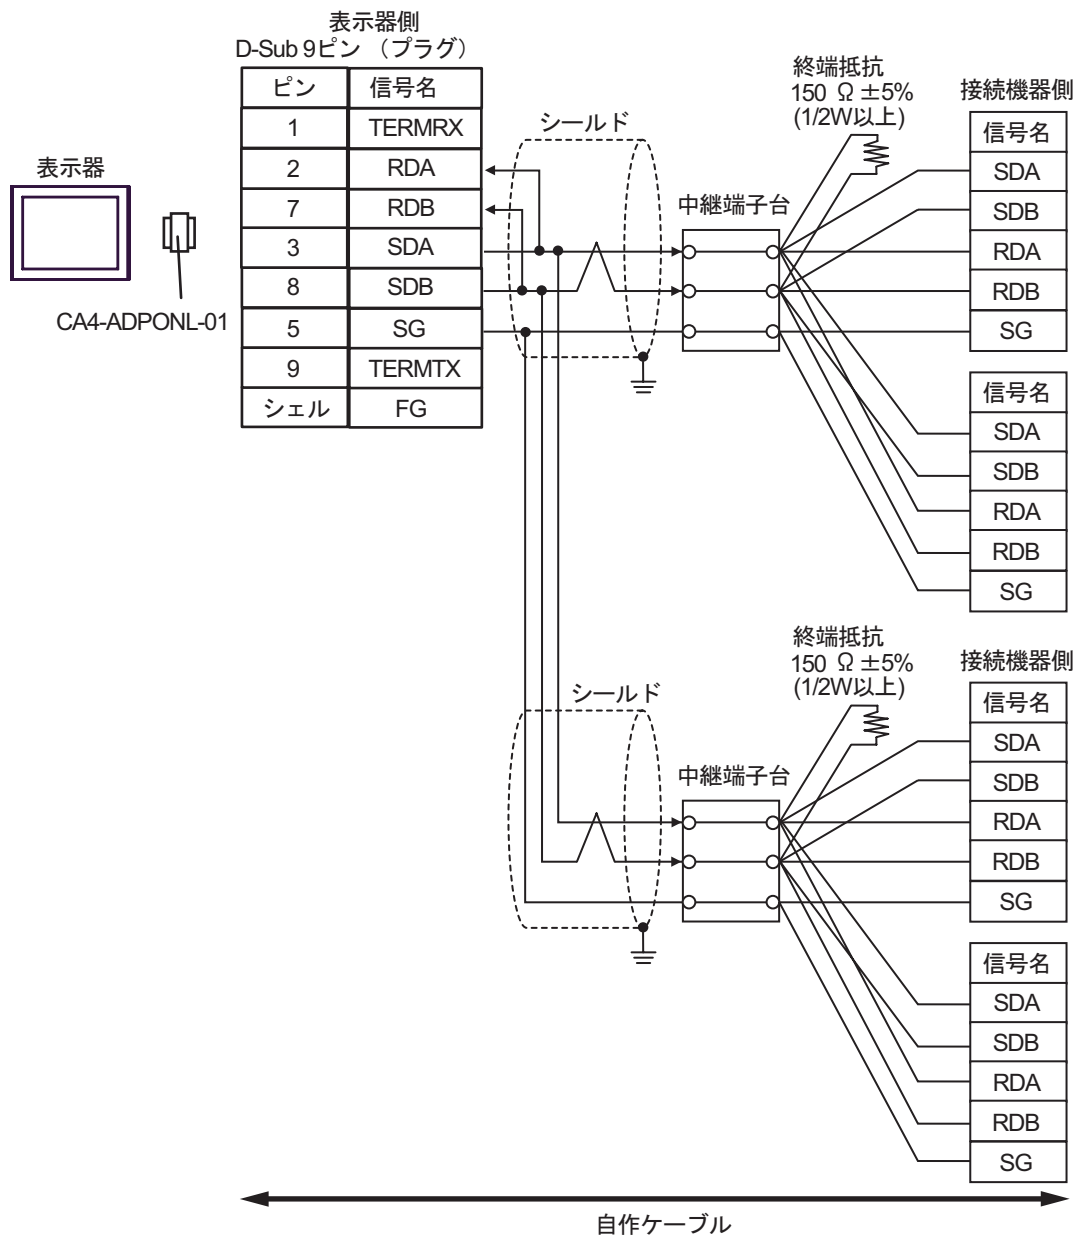 表示器側
D-Sub 9ピン （プラグ）
ピン 信号名
1 TERMRX
2 RDA
7 RDB
3 SDA
8 SDB
5 SG
9 TERMTX
シェル FG
表示器
CA4-ADPONL-01
シールド
中継端子台
終端抵抗
150 Ω ±5%
(1/2W以上)
接続機器側
信号名
SDA
SDB
RDA
RDB
SG
信号名
SDA
SDB
RDA
RDB
SG
シールド
中継端子台
終端抵抗
150 Ω ±5%
(1/2W以上)
接続機器側
信号名
SDA
SDB
RDA
RDB
SG
信号名
SDA
SDB
RDA
RDB
SG
自作ケーブル